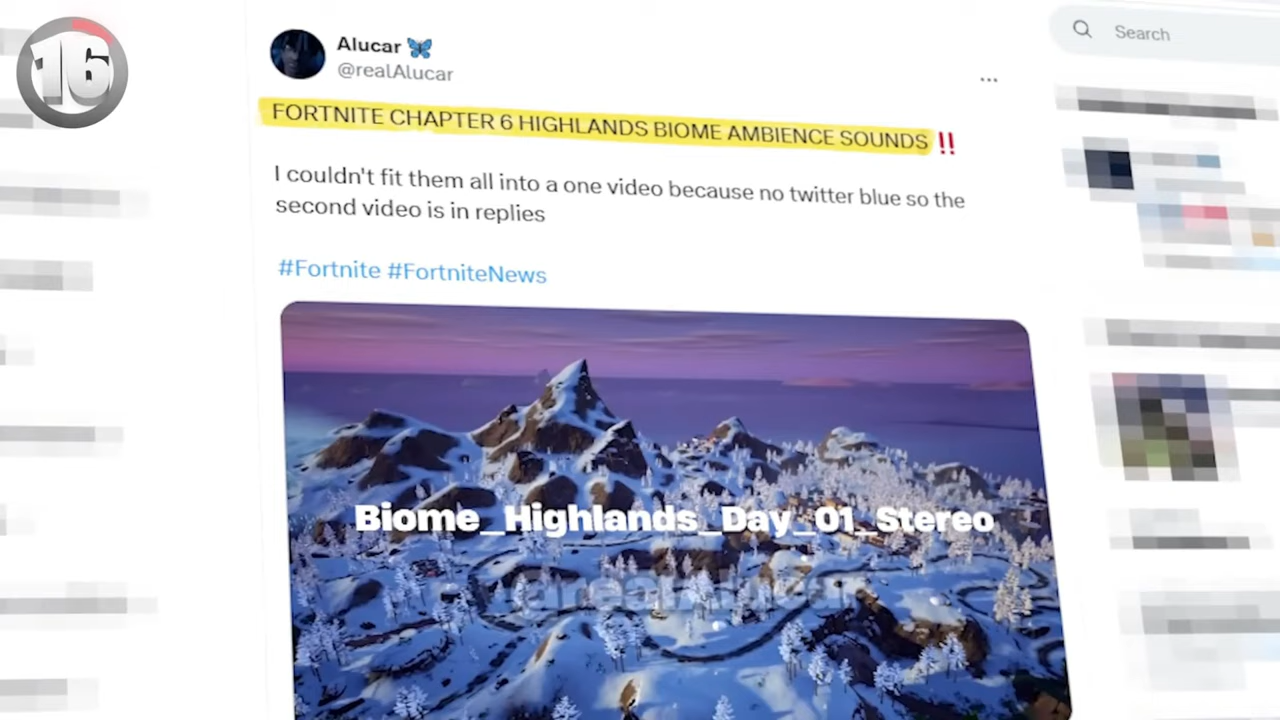 16
Alucar
@realAlucar
Search
FORTNITE CHAPTER 6 HIGHLANDS BIOME AMBIENCE SOUNDS ‼
I couldn't fit them all into a one video because no twitter blue so the
second video is in replies
#Fortnite #FortniteNews
Biome_Highlands_Day_01_Stereo
@realAlucar